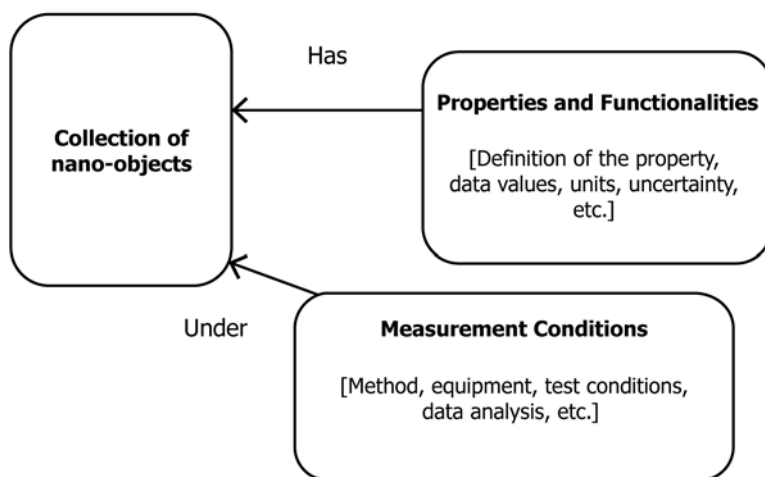 Has
Collection of
nano-objects
Properties and Functionalities
[Definition of the property,
data values, units, uncertainty,
etc.]
Under
Measurement Conditions
[Method, equipment, test conditions,
data analysis, etc.]